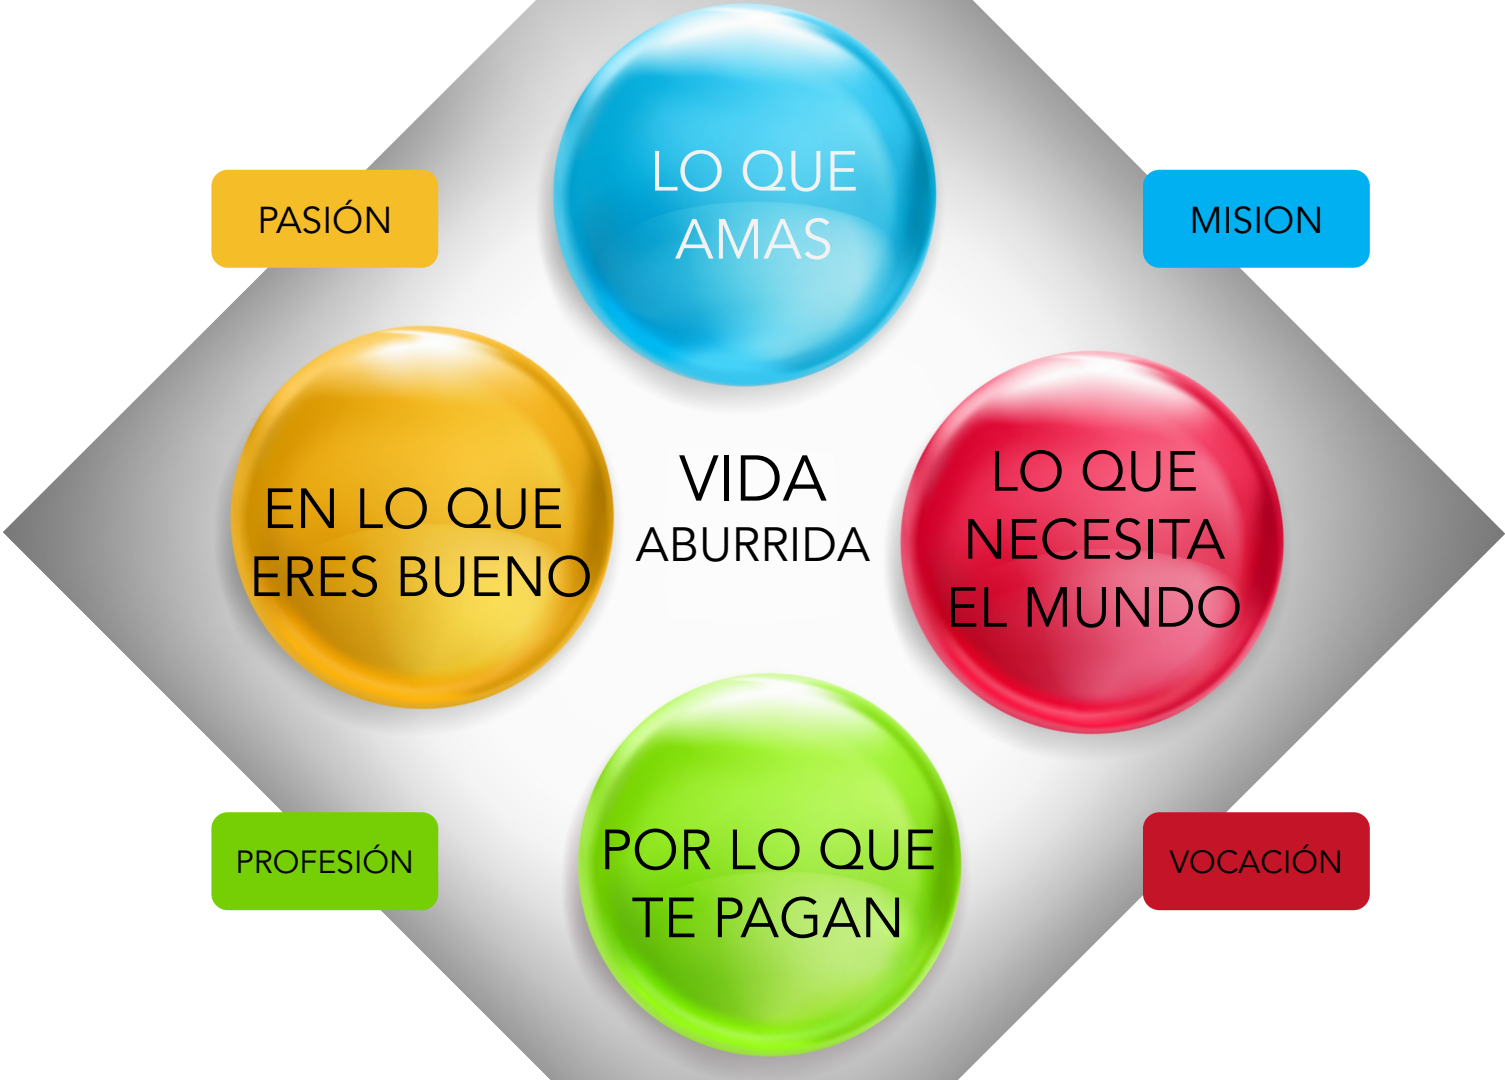 LO QUE
AMAS
PASIÓN
MISION
EN LO QUE
ERES BUENO
VIDA
ABURRIDA
LO QUE
NECESITA
EL MUNDO
POR LO QUE
TE PAGAN
PROFESIÓN
VOCACIÓN